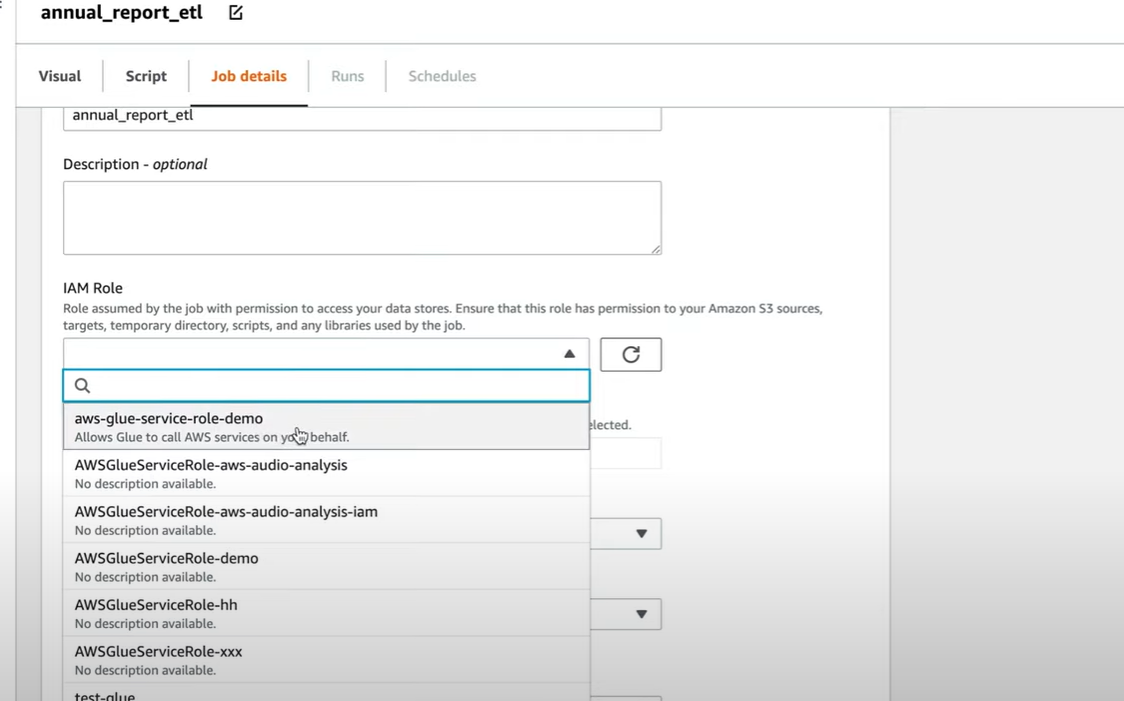 annual_report_etl
Visual
Script
Job details
Runs
Schedules
annual_report_etl
Description - optional
IAM Role
Role assumed by the job with permission to access your data stores. Ensure that this role has permission to your Amazon S3 sources,
targets, temporary directory, scripts, and any libraries used by the job.
aws-glue-service-role-demo
Allows Glue to call AWS services on yo behalf.
elected.
AWSGlueServiceRole-aws-audio-analysis
No description available.
AWSGlueServiceRole-aws-audio-analysis-iam
No description available.
AWSGlueServiceRole-demo
No description available.
AWSGlueServiceRole-hh
No description available.
AWSGlueServiceRole-xxx
No description available.
test-glue